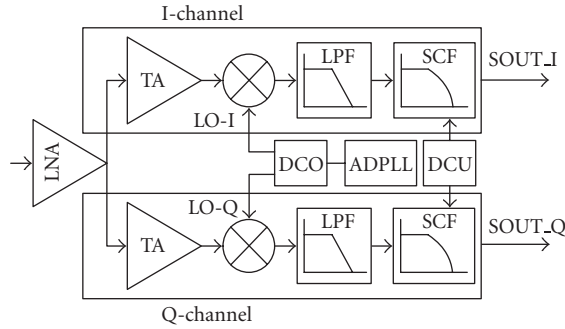 I-channel
TA
LPF
SCF
SOUT_I
LO-I
LNA
DCO
ADPLL
DCU
LO-Q
TA
LPF
SCF
SOUT_Q
Q-channel